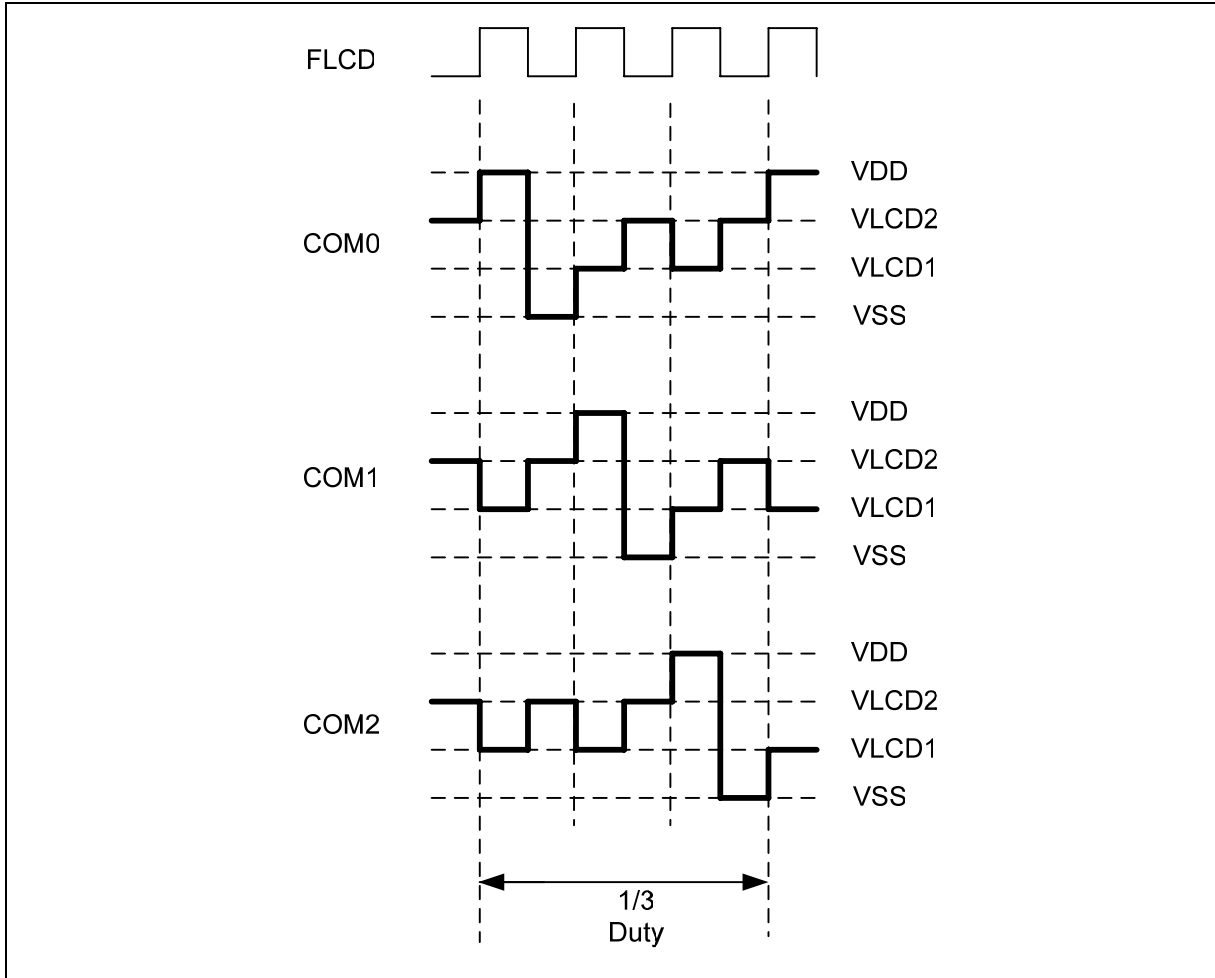 FLCD
VDD
VLCD2
COM0
VLCD1
VSS
VDD
VLCD2
COM1
VLCD1
VSS
VDD
VLCD2
COM2
VLCD1
VSS
1/3
Duty